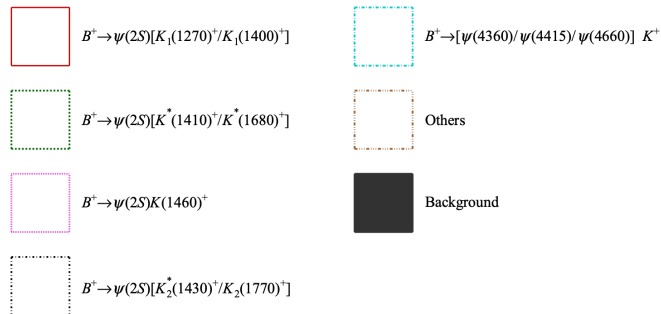 B⁺→ψ(2S)[K₁(1270)⁺/K₁(1400)⁺]
B⁺→ψ(2S)[K*(1410)⁺/K*(1680)⁺]
B⁺→ψ(2S)K(1460)⁺
B⁺→ψ(2S)[K₂*(1430)⁺/K₂(1770)⁺]
B⁺→[ψ(4360)/ψ(4415)/ψ(4660)] K⁺
Others
Background